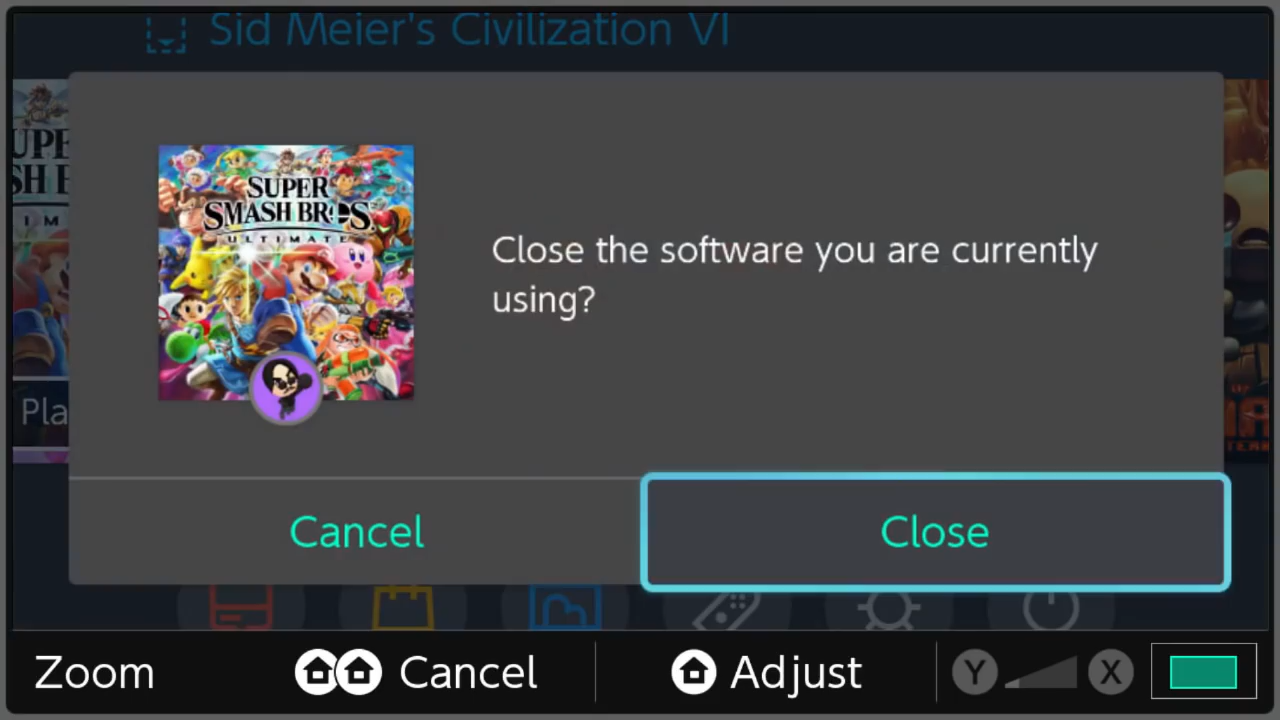 Sid Meier's Civilization VI
SUPER
SMASH BROS.
ULTIMATE
Close the software you are currently
using?
Pla
Cancel
Close
Zoom
Cancel
Adjust
Y
X